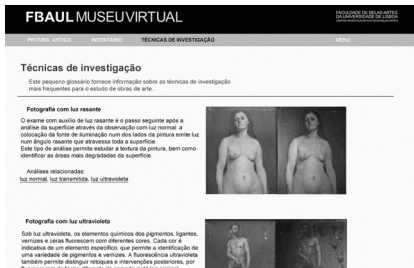 FBAUL MUSEUVIRTUAL
FACULDADE DE BELAS-ARTES
DA UNIVERSIDADE DE LISBOA
PINTURA ANTIGA INVENTÁRIO TÉCNICAS DE INVESTIGAÇÃO MENU
Técnicas de investigação
Este pequeno glossário fornece informação sobre as técnicas de investigação
mais frequentes para o estudo de obras de arte.
Fotografia com luz rasante
O exame com auxílio de luz rasante é o passo seguinte após a
análise da superfície através da observação com luz normal: a
colocação da fonte de iluminação num dos lados da pintura emite luz
num ângulo rasante que atravessa toda a superfície.
Este tipo de análise permite estudar a textura da pintura, bem como
identificar as áreas mais degradadas da superfície.
Análises relacionadas:
luz normal, luz transmitida, luz ultravioleta
Fotografia com luz ultravioleta
Sob luz ultravioleta, os elementos químicos dos pigmentos, ligantes,
vernizes e ceras fluorescem com diferentes cores. Cada cor é
indicativa de um elemento específico, que permite a identificação de
uma variedade de pigmentos e vernizes. A fluorescência ultravioleta
também permite distinguir retoques e intervenções posteriores, por